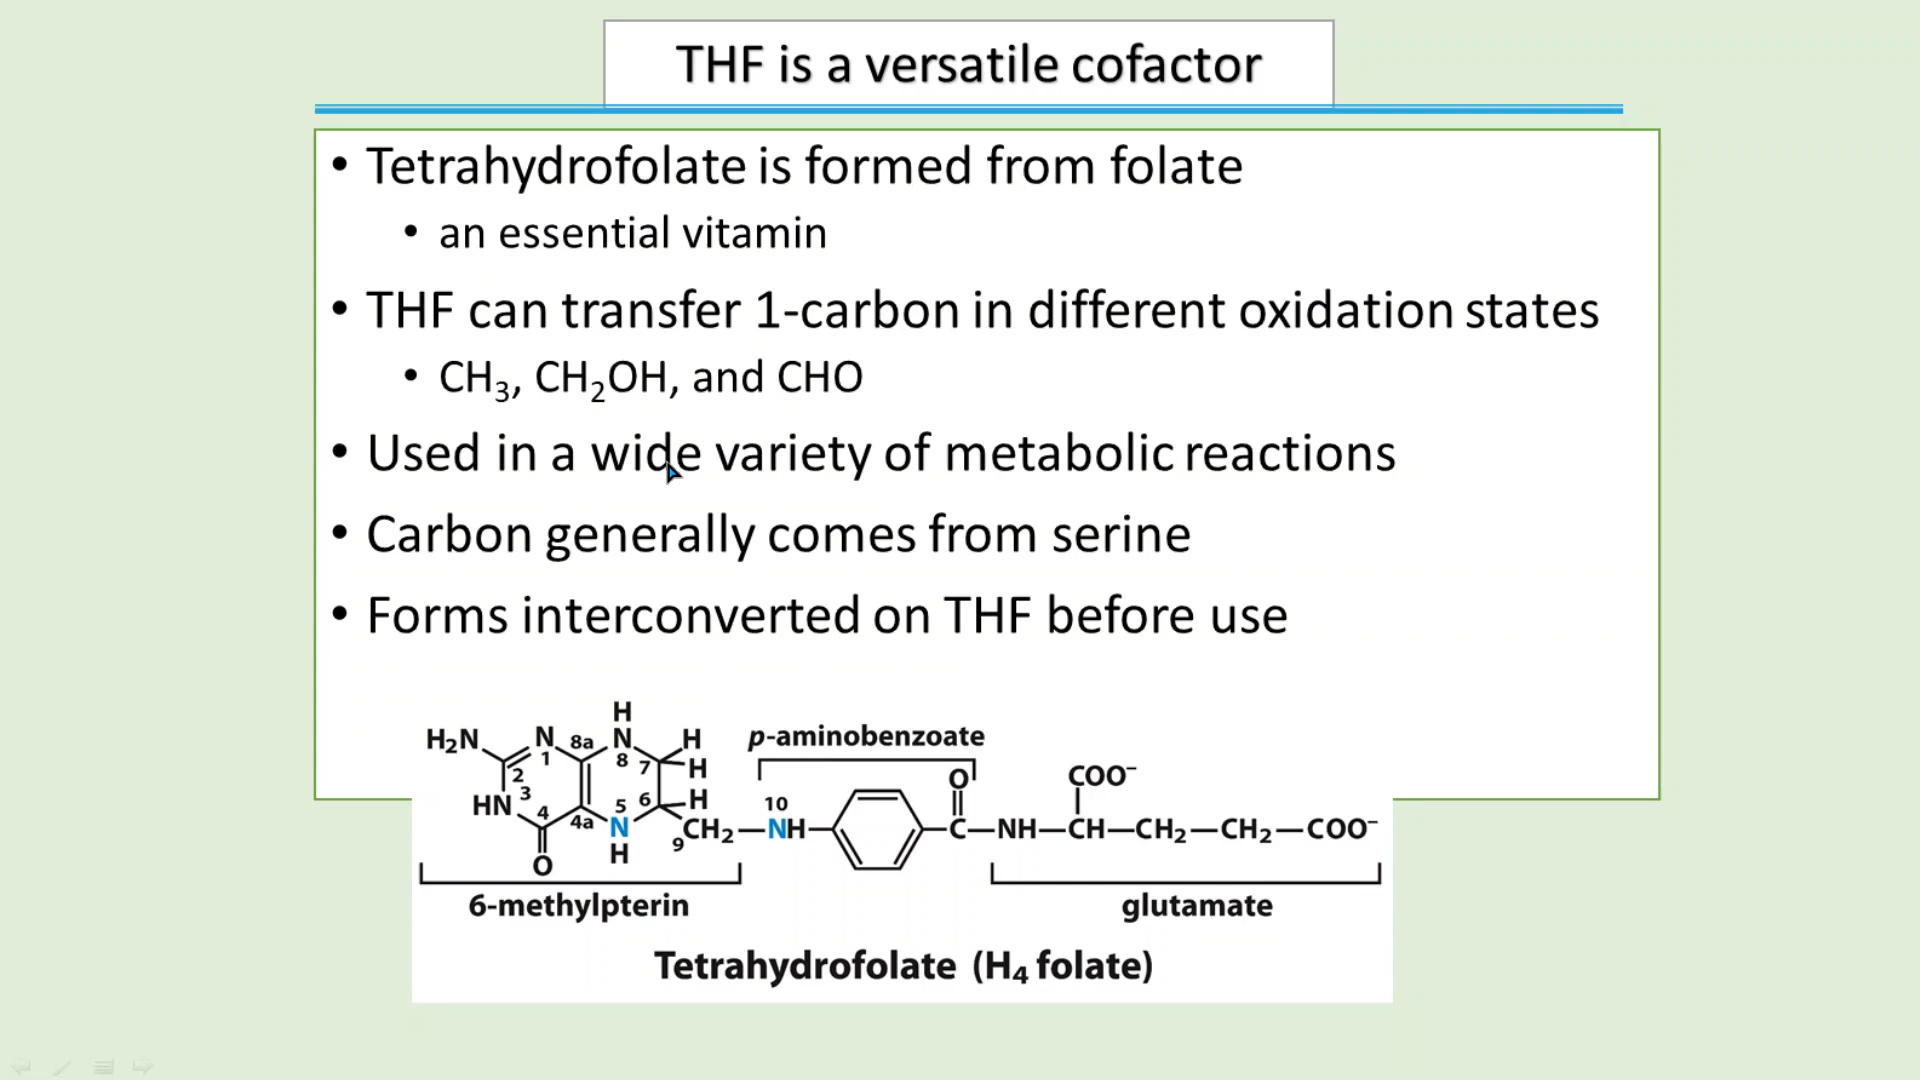 THF is a versatile cofactor
• Tetrahydrofolate is formed from folate
• an essential vitamin
• THF can transfer 1-carbon in different oxidation states
• CH₃, CH₂OH, and CHO
• Used in a wide variety of metabolic reactions
• Carbon generally comes from serine
• Forms interconverted on THF before use
H
H₂N N 8a N H p-aminobenzoate
1 8 7 H
2 O COO⁻
HN 3 4 5 6 H 10
4a N CH₂—NH— —C—NH—CH—CH₂—CH₂—COO⁻
O H 9
6-methylpterin glutamate
Tetrahydrofolate (H₄ folate)